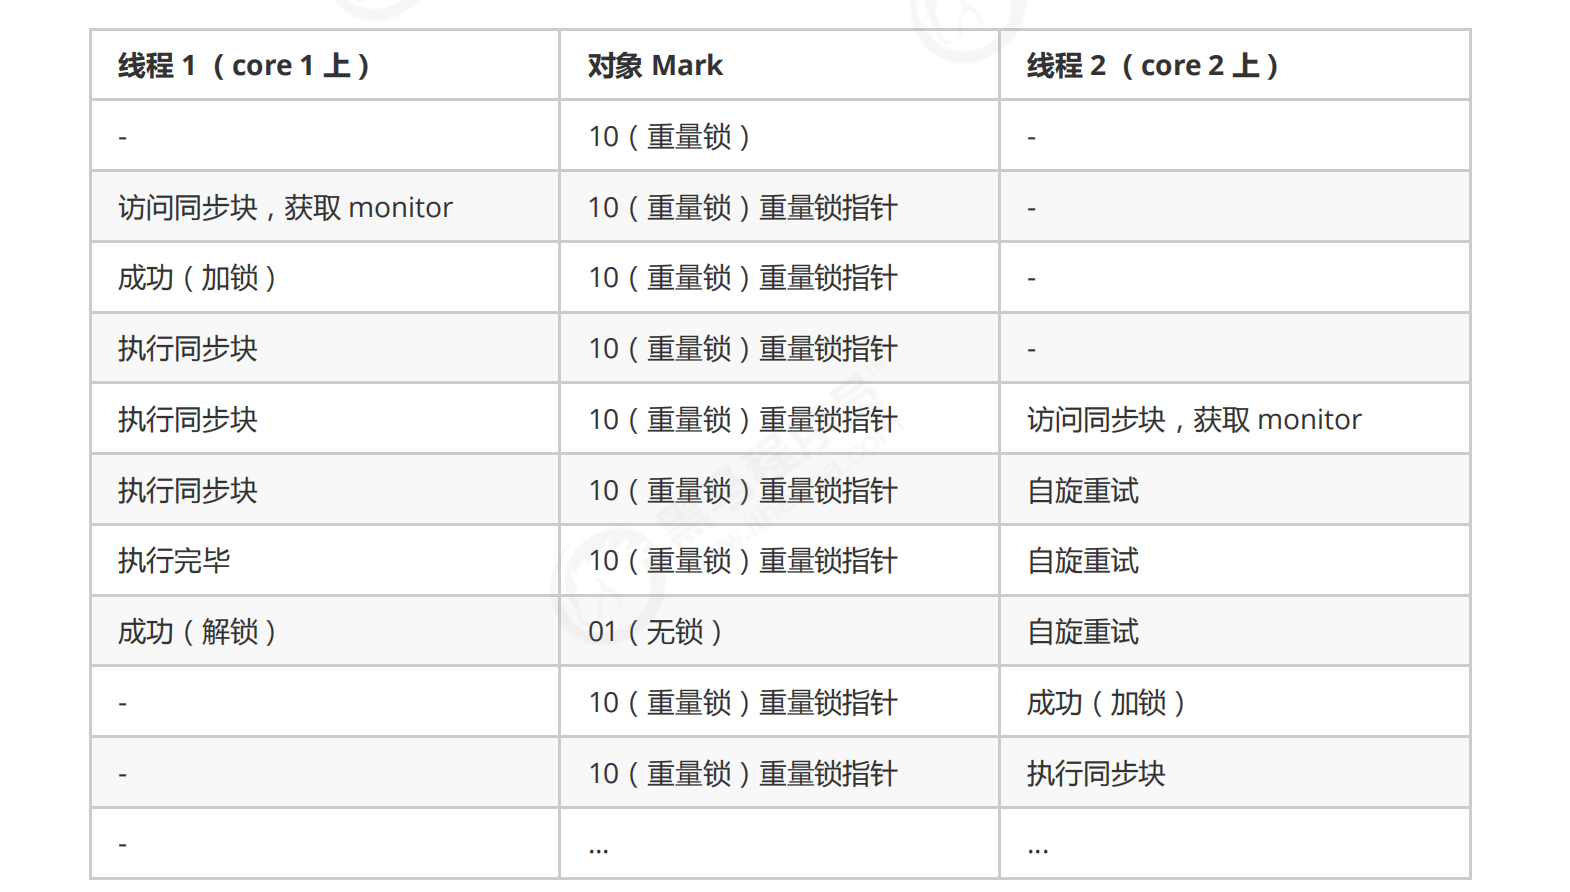 线程 1（core 1 上） 对象 Mark 线程 2（core 2 上）
- 10（重量锁） -
访问同步块，获取 monitor 10（重量锁）重量锁指针 -
成功（加锁） 10（重量锁）重量锁指针 -
执行同步块 10（重量锁）重量锁指针 -
执行同步块 10（重量锁）重量锁指针 访问同步块，获取 monitor
执行同步块 10（重量锁）重量锁指针 自旋重试
执行完毕 10（重量锁）重量锁指针 自旋重试
成功（解锁） 01（无锁） 自旋重试
- 10（重量锁）重量锁指针 成功（加锁）
- 10（重量锁）重量锁指针 执行同步块
- ... ...